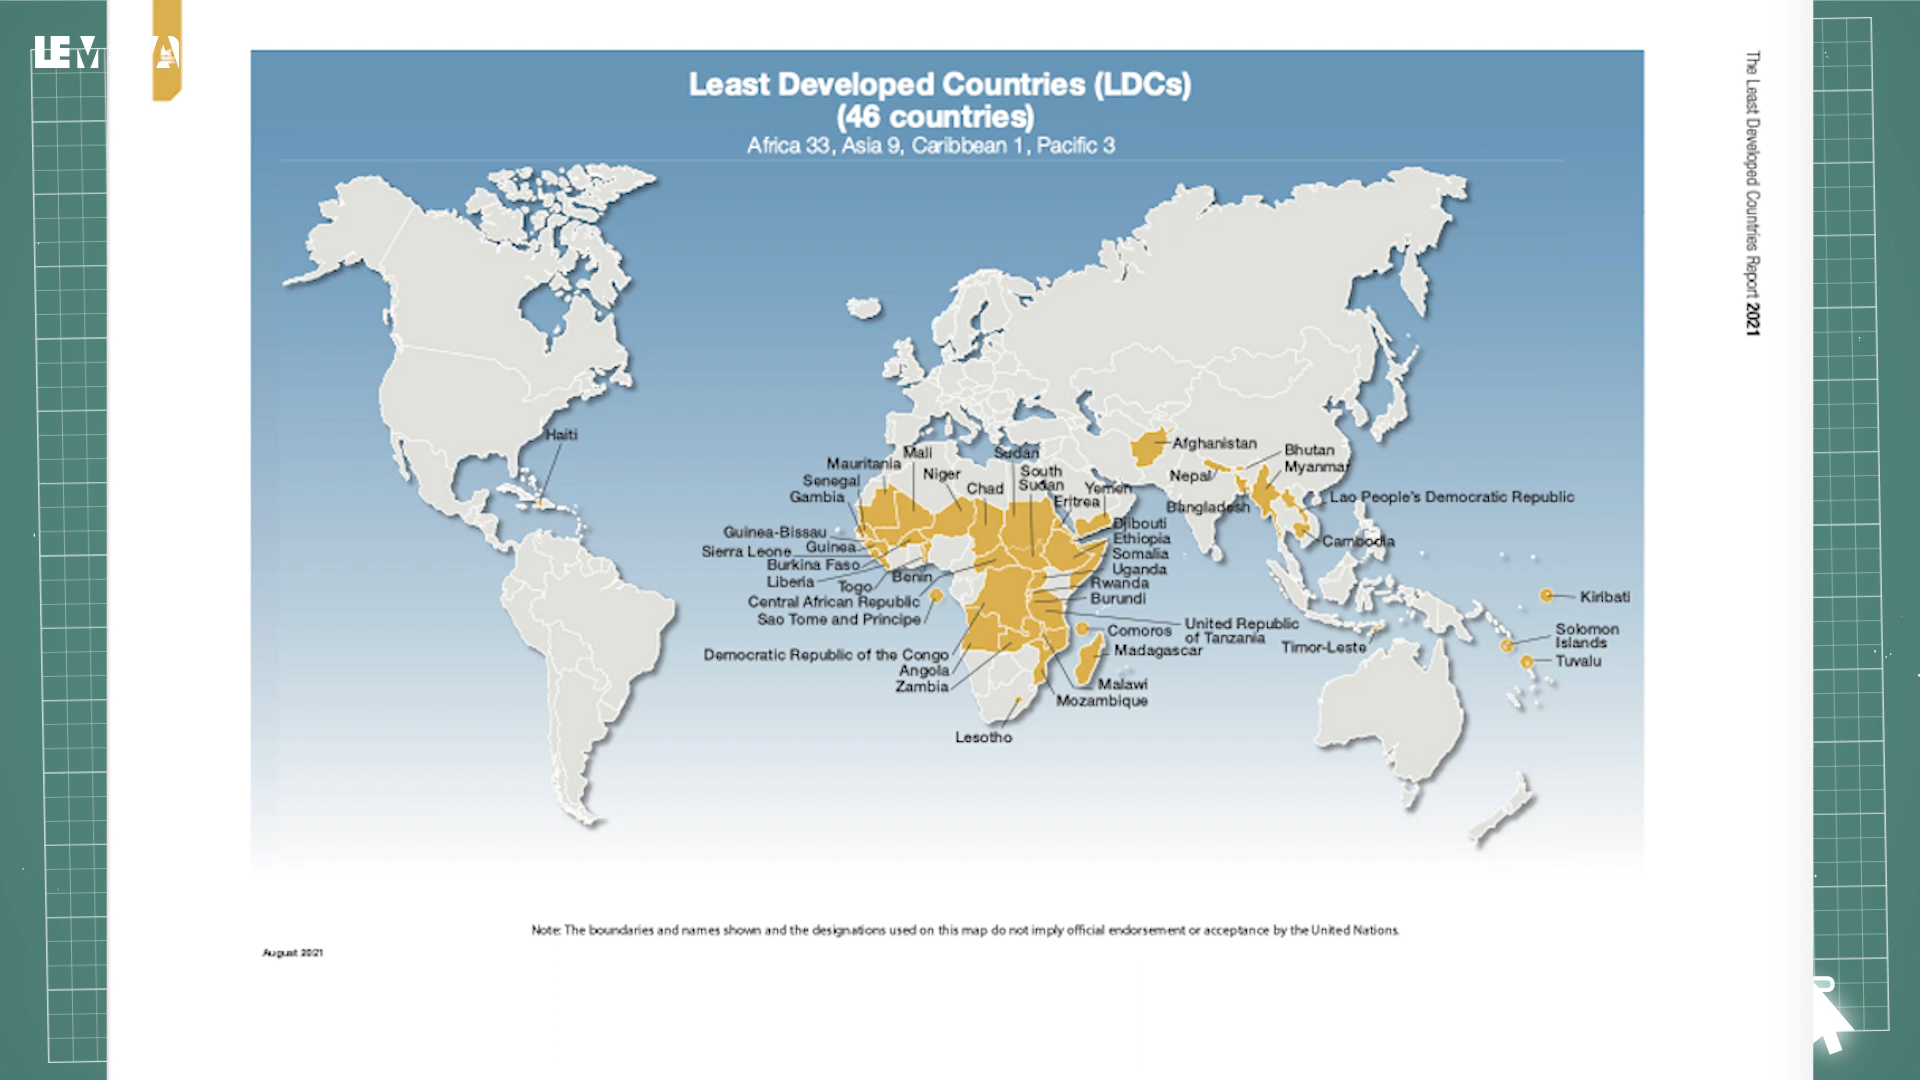 Least Developed Countries (LDCs)
(46 countries)
Africa 33, Asia 9, Caribbean 1, Pacific 3
The Least Developed Countries Report 2021
Haiti
Mali
Sudan
Mauritania
Niger
South
Sudan
Senegal
Chad
Yemen
Gambia
Eritrea
Afghanistan
Bhutan
Myanmar
Nepal
Lao People's Democratic Republic
Bangladesh
Cambodia
Djibouti
Ethiopia
Somalia
Uganda
Rwanda
Burundi
Guinea-Bissau
Guinea
Sierra Leone
Burkina Faso
Liberia
Togo
Benin
Central African Republic
Sao Tome and Principe
Democratic Republic of the Congo
Angola
Zambia
Comoros
United Republic
of Tanzania
Madagascar
Malawi
Mozambique
Lesotho
Timor-Leste
Kiribati
Solomon
Islands
Tuvalu
Note: The boundaries and names shown and the designations used on this map do not imply official endorsement or acceptance by the United Nations.
August 2021